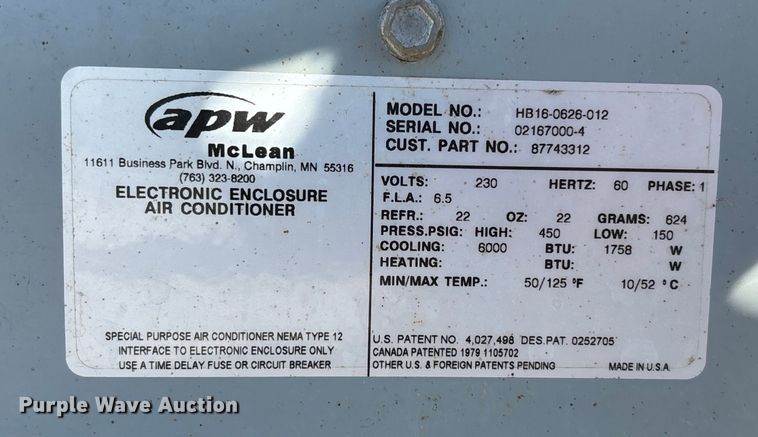 apw
McLean
11611 Business Park Blvd. N., Champlin, MN 55316
(763) 323-8200
ELECTRONIC ENCLOSURE
AIR CONDITIONER
SPECIAL PURPOSE AIR CONDITIONER NEMA TYPE 12
INTERFACE TO ELECTRONIC ENCLOSURE ONLY
USE A TIME DELAY FUSE OR CIRCUIT BREAKER
MODEL NO.: HB16-0626-012
SERIAL NO.: 02167000-4
CUST. PART NO.: 87743312
VOLTS: 230 HERTZ: 60 PHASE: 1
F.L.A.: 6.5
REFR.: 22 OZ: 22 GRAMS: 624
PRESS.PSIG: HIGH: 450 LOW: 150
COOLING: 6000 BTU: 1758 W
HEATING: BTU: W
MIN/MAX TEMP.: 50/125 °F 10/52 °C
U.S. PATENT NO. 4,027,498 DES.PAT. 0252705
CANADA PATENTED 1979 1105702
OTHER U.S. & FOREIGN PATENTS PENDING MADE IN U.S.A.
Purple Wave Auction